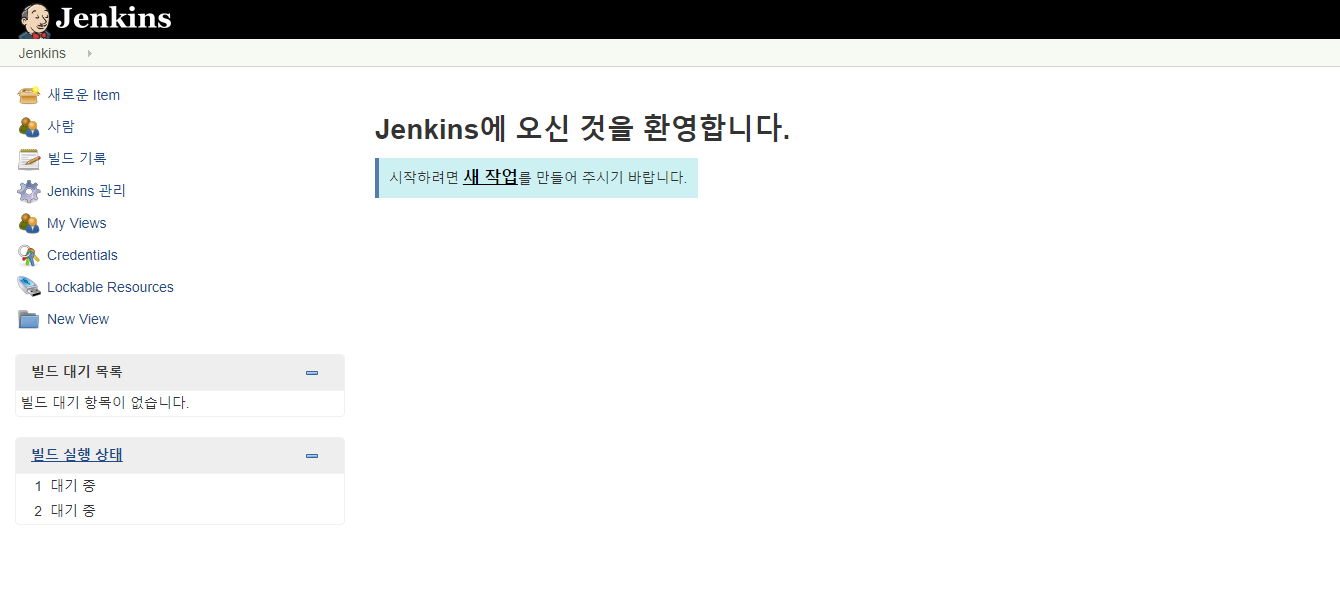 Jenkins
Jenkins
새로운 Item
사람
빌드 기록
Jenkins 관리
My Views
Credentials
Lockable Resources
New View
빌드 대기 목록
빌드 대기 항목이 없습니다.
빌드 실행 상태
1 대기 중
2 대기 중
Jenkins에 오신 것을 환영합니다.
시작하려면 새 작업를 만들어 주시기 바랍니다.